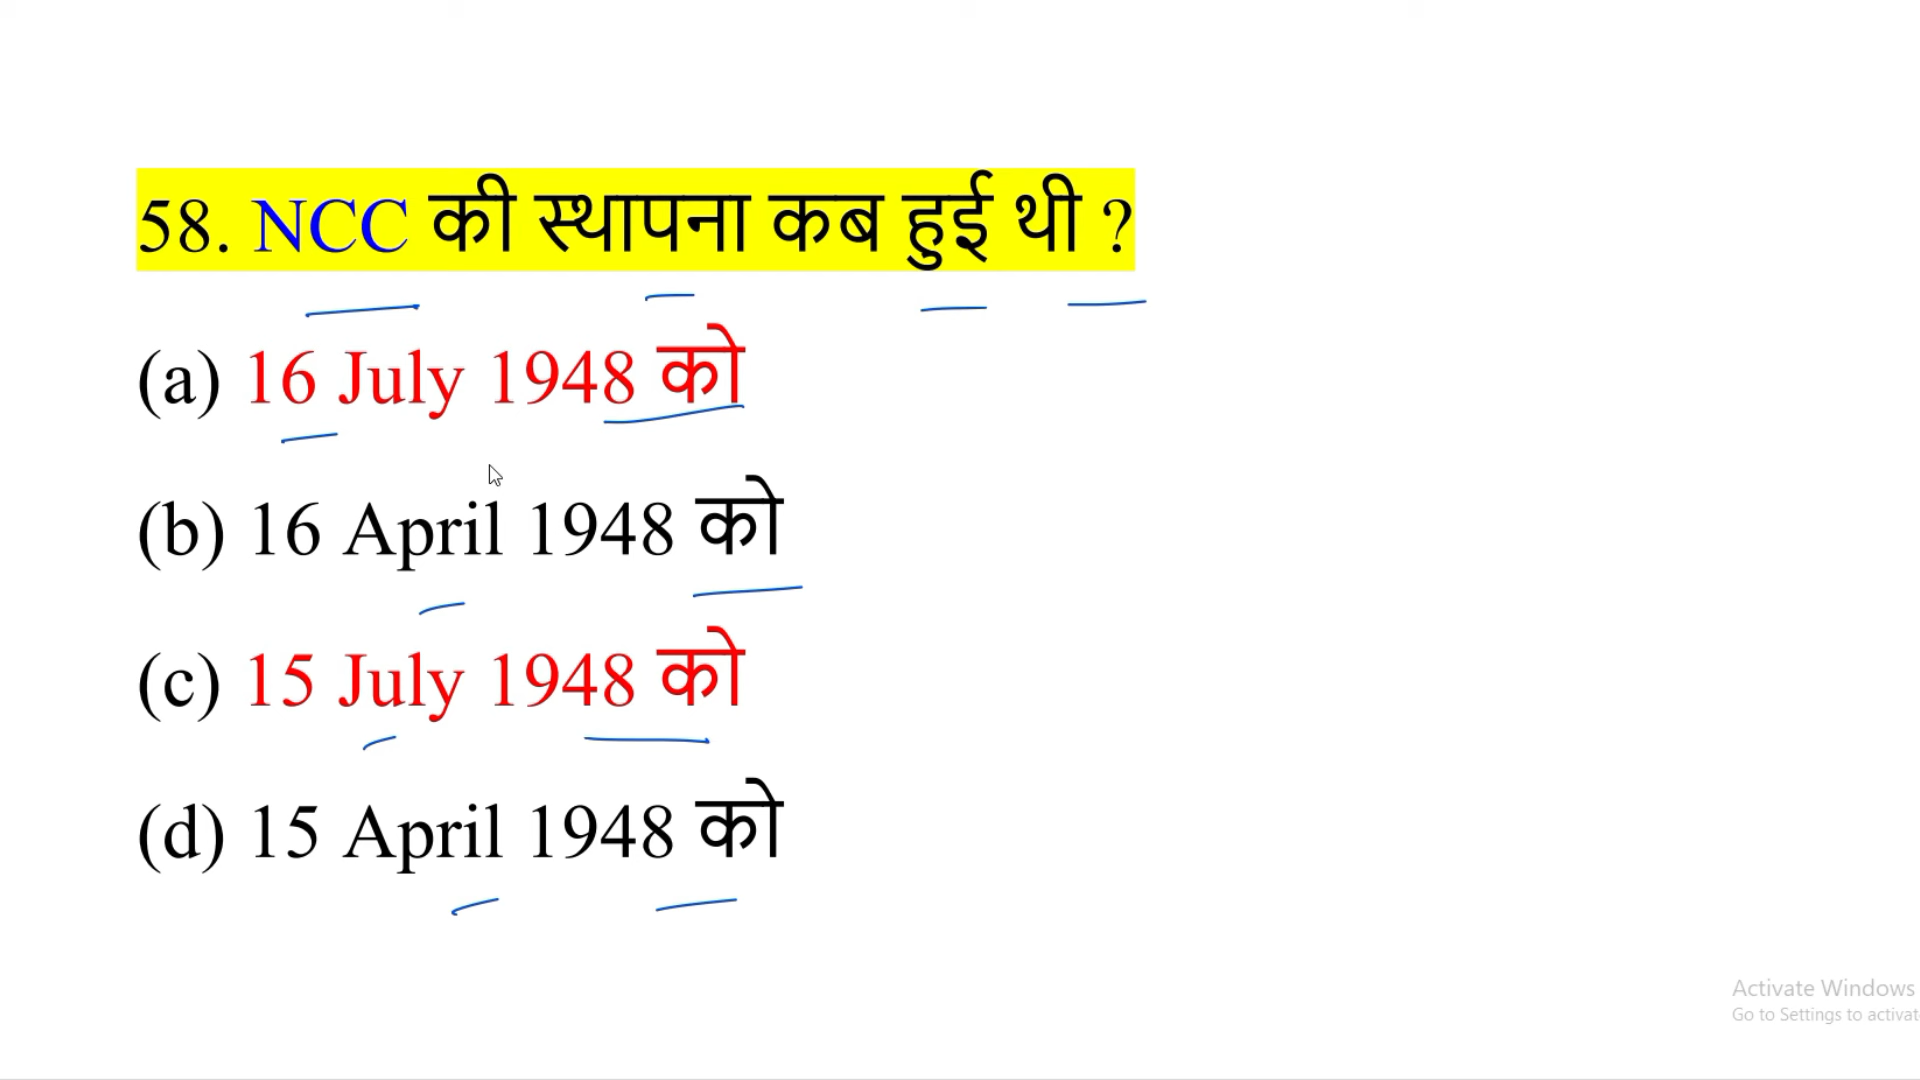 58. NCC की स्थापना कब हुई थी ?
(a) 16 July 1948 को
(b) 16 April 1948 को
(c) 15 July 1948 को
(d) 15 April 1948 को
Activate Windows
Go to Settings to activat